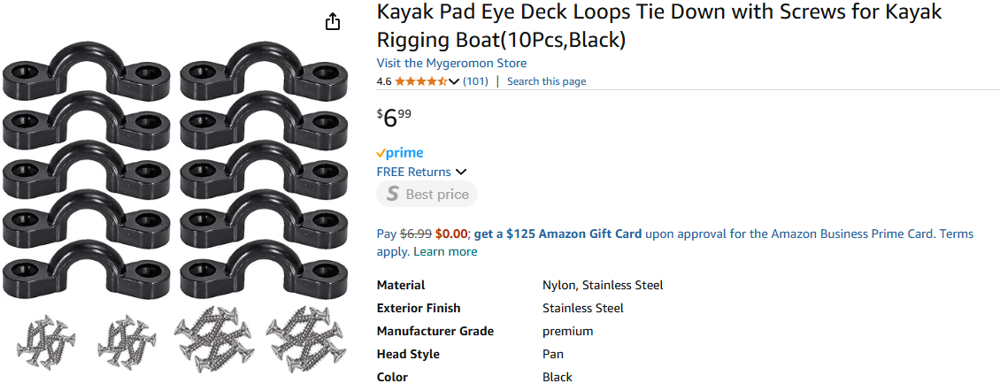 Kayak Pad Eye Deck Loops Tie Down with Screws for Kayak
Rigging Boat(10Pcs,Black)
Visit the Mygeromon Store
4.6 (101) | Search this page
$6 99
prime
FREE Returns
S Best price
Pay $6.99 $0.00; get a $125 Amazon Gift Card upon approval for the Amazon Business Prime Card. Terms
apply. Learn more
Material Nylon, Stainless Steel
Exterior Finish Stainless Steel
Manufacturer Grade premium
Head Style Pan
Color Black